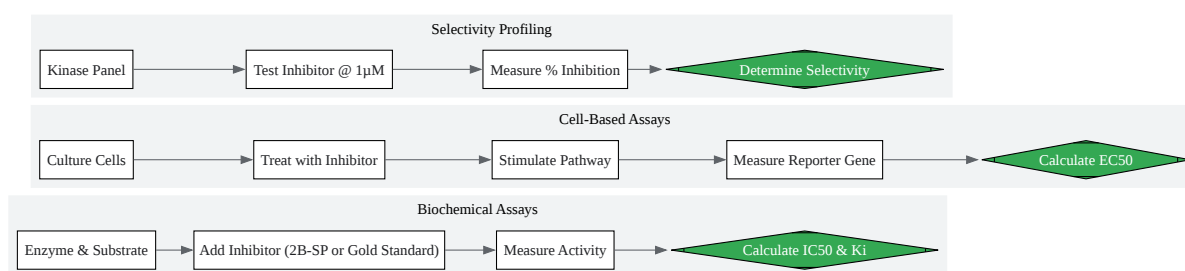 Selectivity Profiling
Kinase Panel
Test Inhibitor @ 1µM
Measure % Inhibition
Determine Selectivity
Cell-Based Assays
Culture Cells
Treat with Inhibitor
Stimulate Pathway
Measure Reporter Gene
Calculate EC50
Biochemical Assays
Enzyme & Substrate
Add Inhibitor (2B-SP or Gold Standard)
Measure Activity
Calculate IC50 & Ki